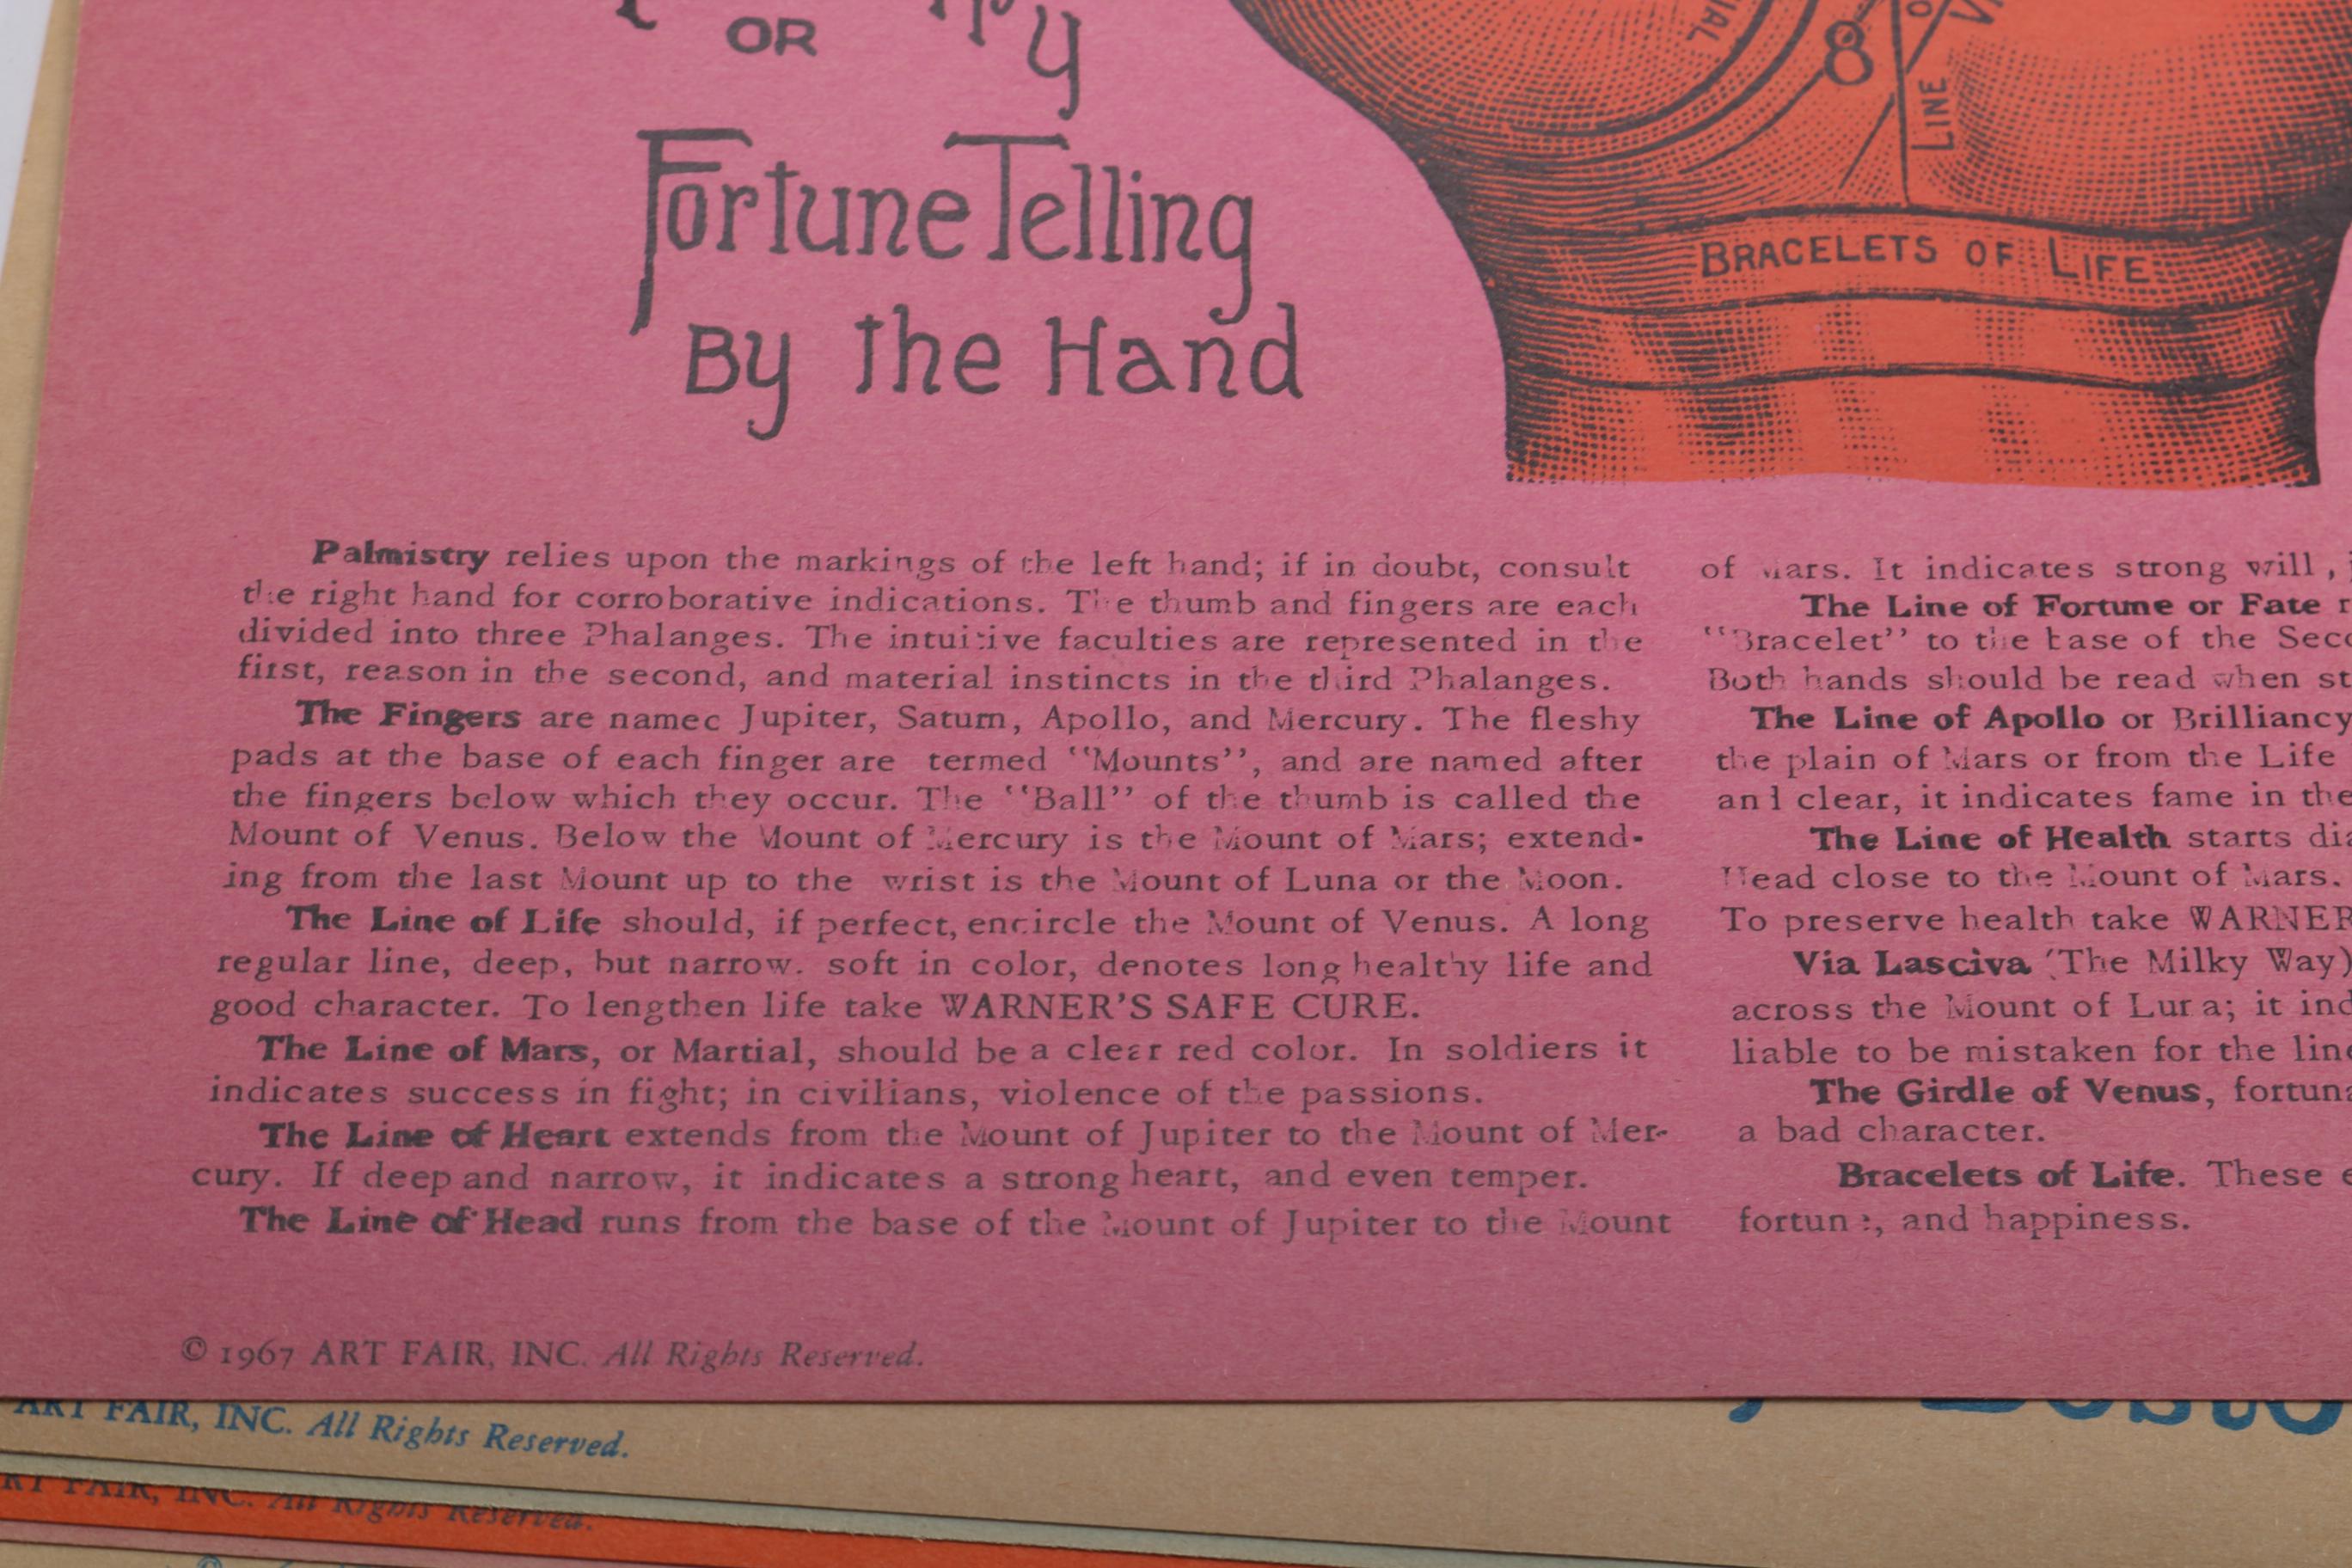 OR
Fortune Telling
By the Hand
8
LINE
BRACELETS OF LIFE
Palmistry relies upon the markings of the left hand; if in doubt, consult
the right hand for corroborative indications. The thumb and fingers are each
divided into three Phalanges. The intuitive faculties are represented in the
first, reason in the second, and material instincts in the third Phalanges.
The Fingers are named Jupiter, Saturn, Apollo, and Mercury. The fleshy
pads at the base of each finger are termed "Mounts", and are named after
the fingers below which they occur. The "Ball" of the thumb is called the
Mount of Venus. Below the Mount of Mercury is the Mount of Mars; extend-
ing from the last Mount up to the wrist is the Mount of Luna or the Moon.
The Line of Life should, if perfect, encircle the Mount of Venus. A long
regular line, deep, but narrow. soft in color, denotes long healthy life and
good character. To lengthen life take WARNER'S SAFE CURE.
The Line of Mars, or Martial, should be a clear red color. In soldiers it
indicates success in fight; in civilians, violence of the passions.
The Line of Heart extends from the Mount of Jupiter to the Mount of Mer-
cury. If deep and narrow, it indicates a strong heart, and even temper.
The Line of Head runs from the base of the Mount of Jupiter to the Mount
of Mars. It indicates strong will,
The Line of Fortune or Fate
"Bracelet" to the base of the
Both hands should be read when
The Line of Apollo or Brilliancy
the plain of Mars or from the Life
and clear, it indicates fame in the
The Line of Health starts
Head close to the Mount of Mars.
To preserve health take WARNER
Via Lasciva (The Milky Way)
across the Mount of Luna; it
liable to be mistaken for the
The Girdle of Venus,
a bad character.
Bracelets of Life. These
fortune, and happiness.
© 1967 ART FAIR, INC. All Rights Reserved.
ART FAIR, INC. All Rights Reserved.
ART FAIR, INC. All Rights Reserved.